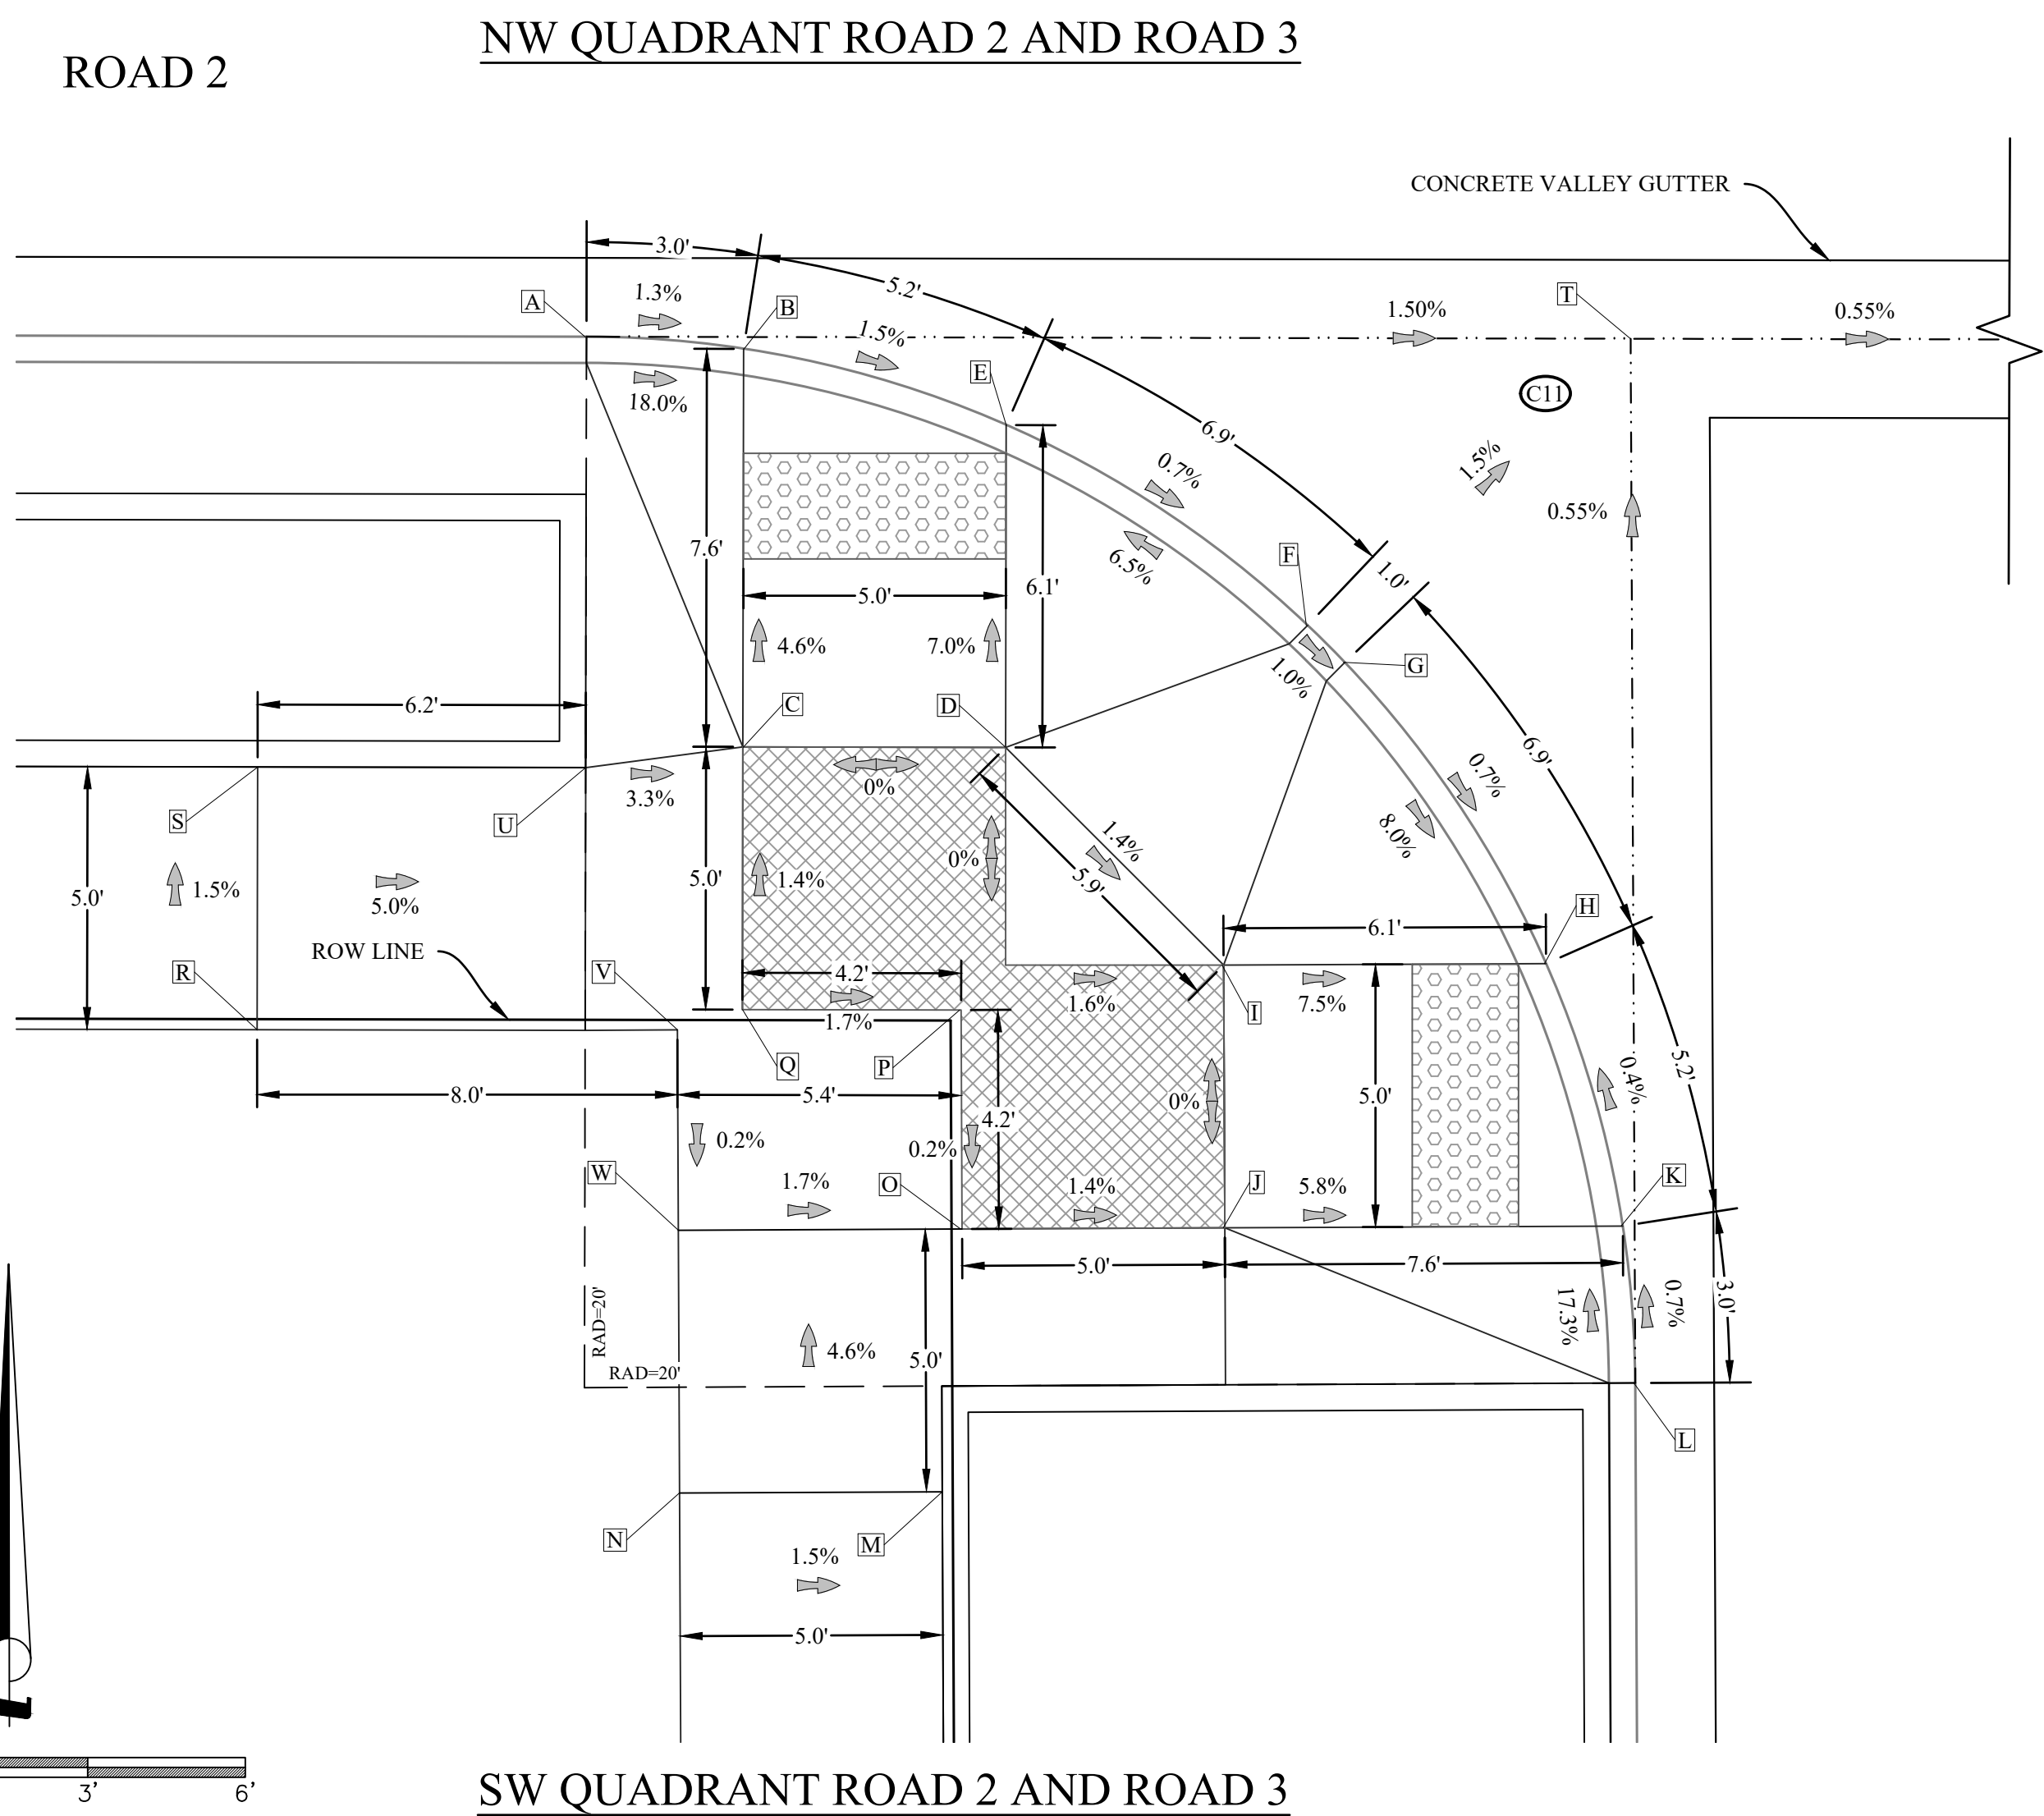 NW QUADRANT ROAD 2 AND ROAD 3
ROAD 2
CONCRETE VALLEY GUTTER
3.0'
5.2'
A
1.3%
B
T
1.50%
0.55%
1.5%
E
18.0%
C11
6.9'
0.7%
1.5%
0.55%
7.6'
6.5%
F
1.0'
5.0'
6.1'
4.6%
7.0%
G
1.0%
6.2'
C
D
6.9'
0.7%
3.3%
0%
S
U
8.0%
1.4%
0%
5.9'
5.0'
1.5%
5.0%
5.0'
1.4%
H
6.1'
ROW LINE
R
V
4.2'
1.6%
7.5%
I
1.7%
Q
P
5.2'
0.4%
8.0'
5.4'
4.2'
0%
5.0'
0.2%
0.2%
W
1.7%
O
1.4%
J
5.8%
K
5.0'
7.6'
RAD=20'
17.3%
0.7%
3.0'
4.6%
5.0'
RAD=20'
L
N
M
1.5%
5.0'
3'
6'
SW QUADRANT ROAD 2 AND ROAD 3